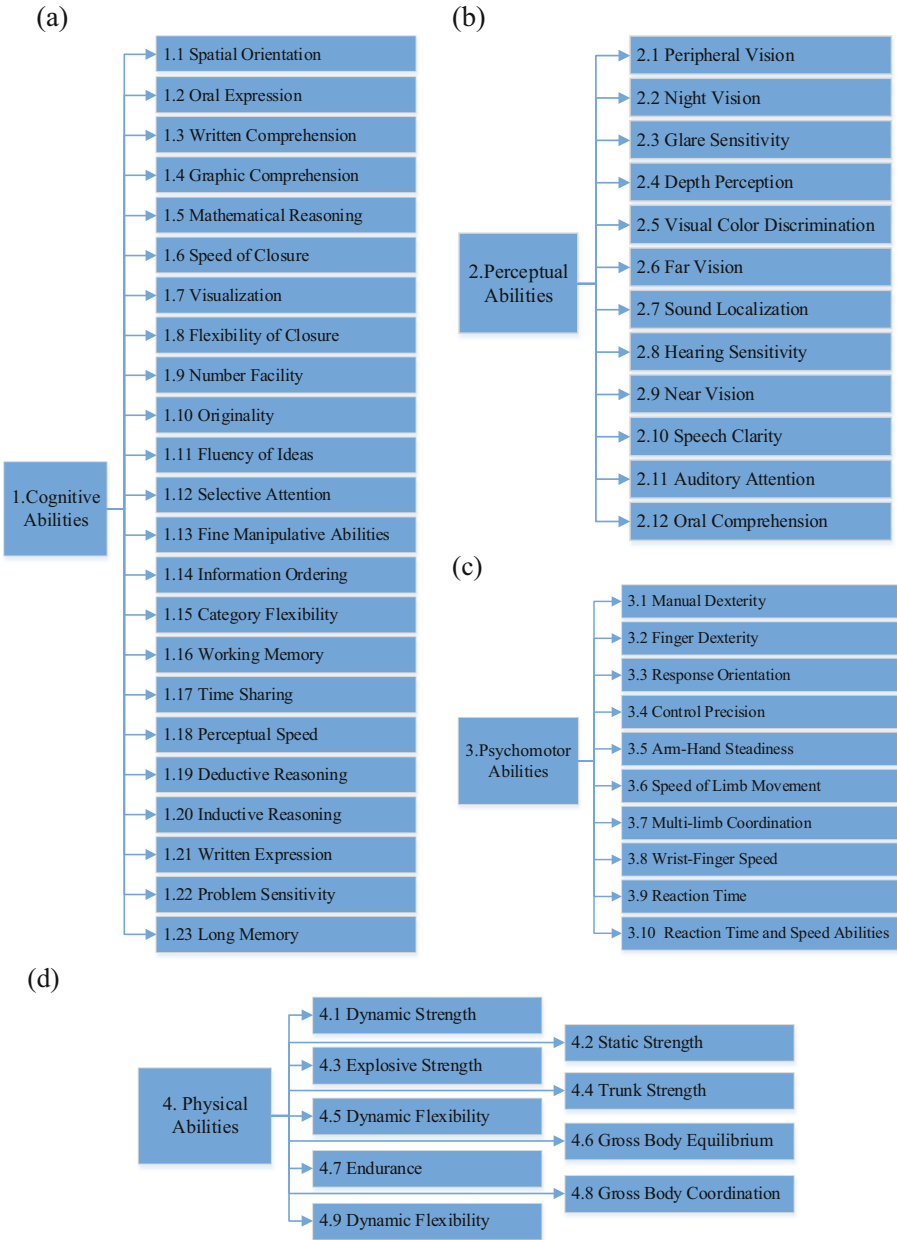 (a)
1.Cognitive
Abilities
1.1 Spatial Orientation
1.2 Oral Expression
1.3 Written Comprehension
1.4 Graphic Comprehension
1.5 Mathematical Reasoning
1.6 Speed of Closure
1.7 Visualization
1.8 Flexibility of Closure
1.9 Number Facility
1.10 Originality
1.11 Fluency of Ideas
1.12 Selective Attention
1.13 Fine Manipulative Abilities
1.14 Information Ordering
1.15 Category Flexibility
1.16 Working Memory
1.17 Time Sharing
1.18 Perceptual Speed
1.19 Deductive Reasoning
1.20 Inductive Reasoning
1.21 Written Expression
1.22 Problem Sensitivity
1.23 Long Memory
(b)
2.Perceptual
Abilities
2.1 Peripheral Vision
2.2 Night Vision
2.3 Glare Sensitivity
2.4 Depth Perception
2.5 Visual Color Discrimination
2.6 Far Vision
2.7 Sound Localization
2.8 Hearing Sensitivity
2.9 Near Vision
2.10 Speech Clarity
2.11 Auditory Attention
2.12 Oral Comprehension
(c)
3.Psychomotor
Abilities
3.1 Manual Dexterity
3.2 Finger Dexterity
3.3 Response Orientation
3.4 Control Precision
3.5 Arm-Hand Steadiness
3.6 Speed of Limb Movement
3.7 Multi-limb Coordination
3.8 Wrist-Finger Speed
3.9 Reaction Time
3.10 Reaction Time and Speed Abilities
(d)
4. Physical
Abilities
4.1 Dynamic Strength
4.2 Static Strength
4.3 Explosive Strength
4.4 Trunk Strength
4.5 Dynamic Flexibility
4.6 Gross Body Equilibrium
4.7 Endurance
4.8 Gross Body Coordination
4.9 Dynamic Flexibility